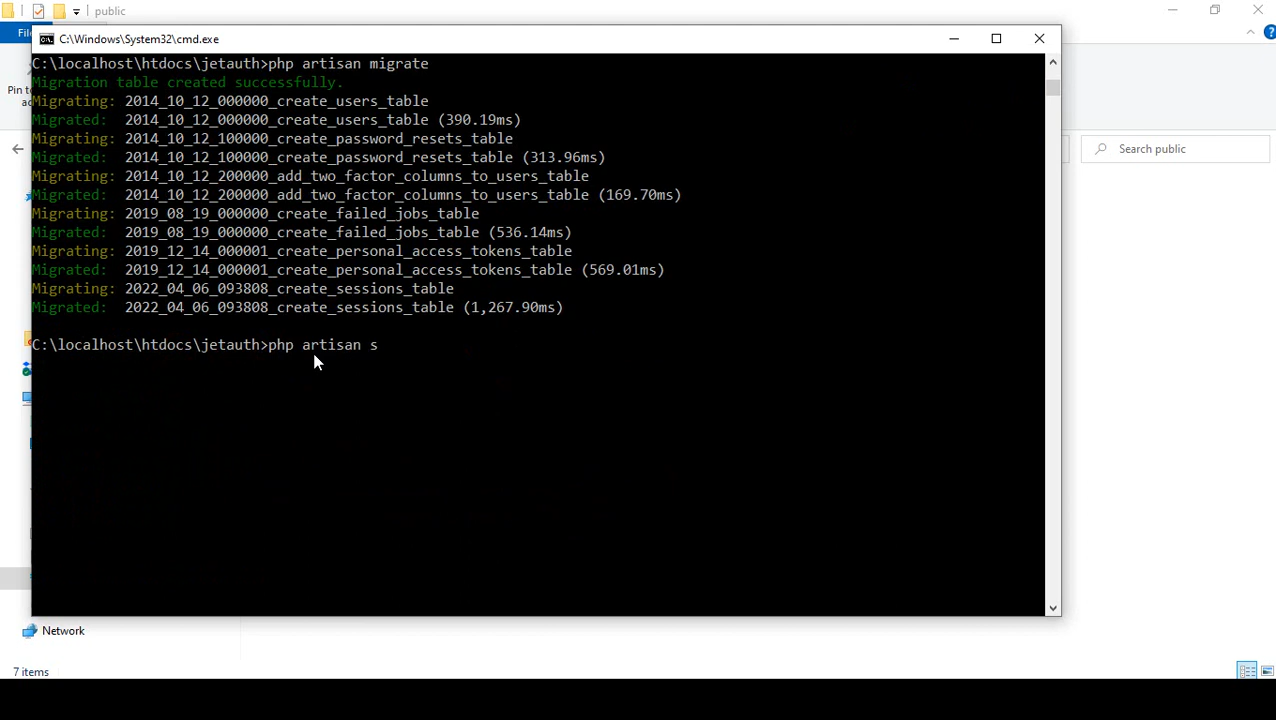 public
C:\Windows\System32\cmd.exe
C:\localhost\htdocs\jetauth>php artisan migrate
Migration table created successfully.
Migrating: 2014_10_12_000000_create_users_table
Migrated:  2014_10_12_000000_create_users_table (390.19ms)
Migrating: 2014_10_12_100000_create_password_resets_table
Migrated:  2014_10_12_100000_create_password_resets_table (313.96ms)
Migrating: 2014_10_12_200000_add_two_factor_columns_to_users_table
Migrated:  2014_10_12_200000_add_two_factor_columns_to_users_table (169.70ms)
Migrating: 2019_08_19_000000_create_failed_jobs_table
Migrated:  2019_08_19_000000_create_failed_jobs_table (536.14ms)
Migrating: 2019_12_14_000001_create_personal_access_tokens_table
Migrated:  2019_12_14_000001_create_personal_access_tokens_table (569.01ms)
Migrating: 2022_04_06_093808_create_sessions_table
Migrated:  2022_04_06_093808_create_sessions_table (1,267.90ms)
C:\localhost\htdocs\jetauth>php artisan s
Search public
Network
7 items